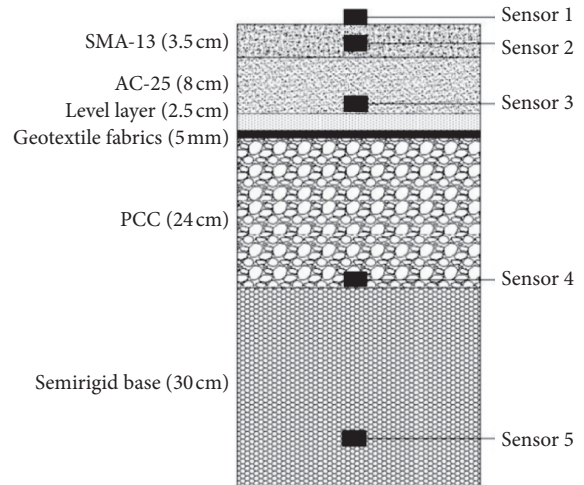 Sensor 1
SMA-13 (3.5 cm)
Sensor 2
AC-25 (8 cm)
Sensor 3
Level layer (2.5 cm)
Geotextile fabrics (5 mm)
PCC (24 cm)
Sensor 4
Semirigid base (30 cm)
Sensor 5